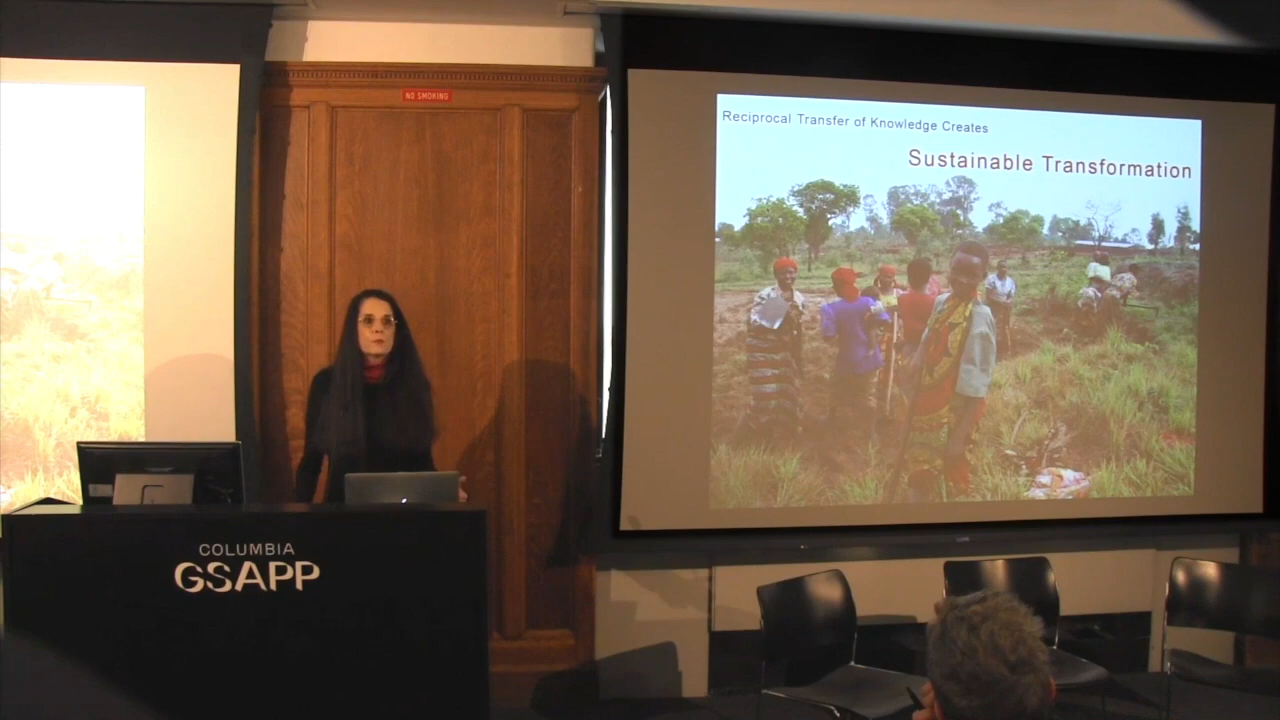 NO SMOKING
Reciprocal Transfer of Knowledge Creates
Sustainable Transformation
COLUMBIA
GSAPP